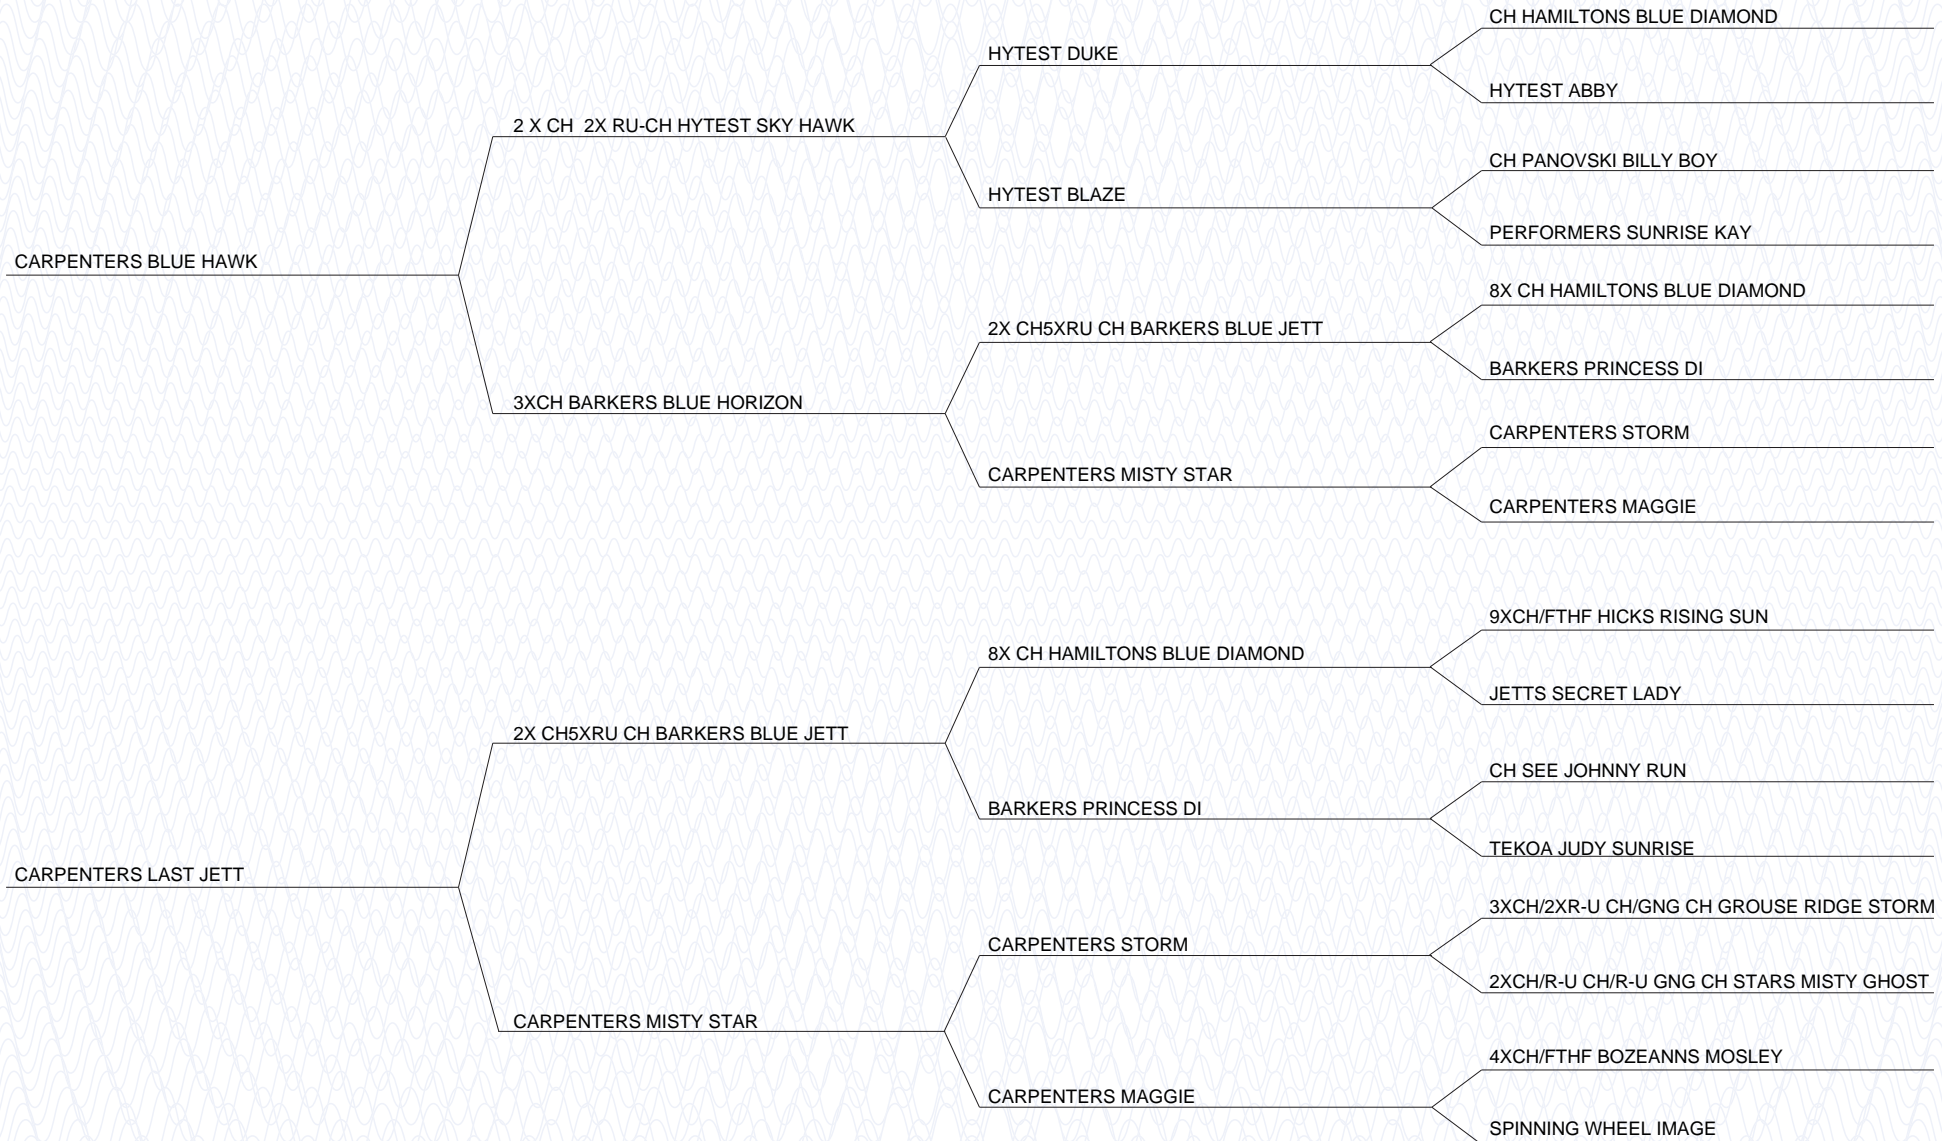 CH HAMILTONS BLUE DIAMOND
HYTEST DUKE
HYTEST ABBY
2 X CH  2X RU-CH HYTEST SKY HAWK
CH PANOVSKI BILLY BOY
HYTEST BLAZE
PERFORMERS SUNRISE KAY
CARPENTERS BLUE HAWK
8X CH HAMILTONS BLUE DIAMOND
2X CH5XRU CH BARKERS BLUE JETT
BARKERS PRINCESS DI
3XCH BARKERS BLUE HORIZON
CARPENTERS STORM
CARPENTERS MISTY STAR
CARPENTERS MAGGIE
9XCH/FTHF HICKS RISING SUN
8X CH HAMILTONS BLUE DIAMOND
JETTS SECRET LADY
2X CH5XRU CH BARKERS BLUE JETT
CH SEE JOHNNY RUN
BARKERS PRINCESS DI
TEKOA JUDY SUNRISE
CARPENTERS LAST JETT
3XCH/2XR-U CH/GNG CH GROUSE RIDGE STORM
CARPENTERS STORM
2XCH/R-U CH/R-U GNG CH STARS MISTY GHOST
CARPENTERS MISTY STAR
4XCH/FTHF BOZEANNS MOSLEY
CARPENTERS MAGGIE
SPINNING WHEEL IMAGE